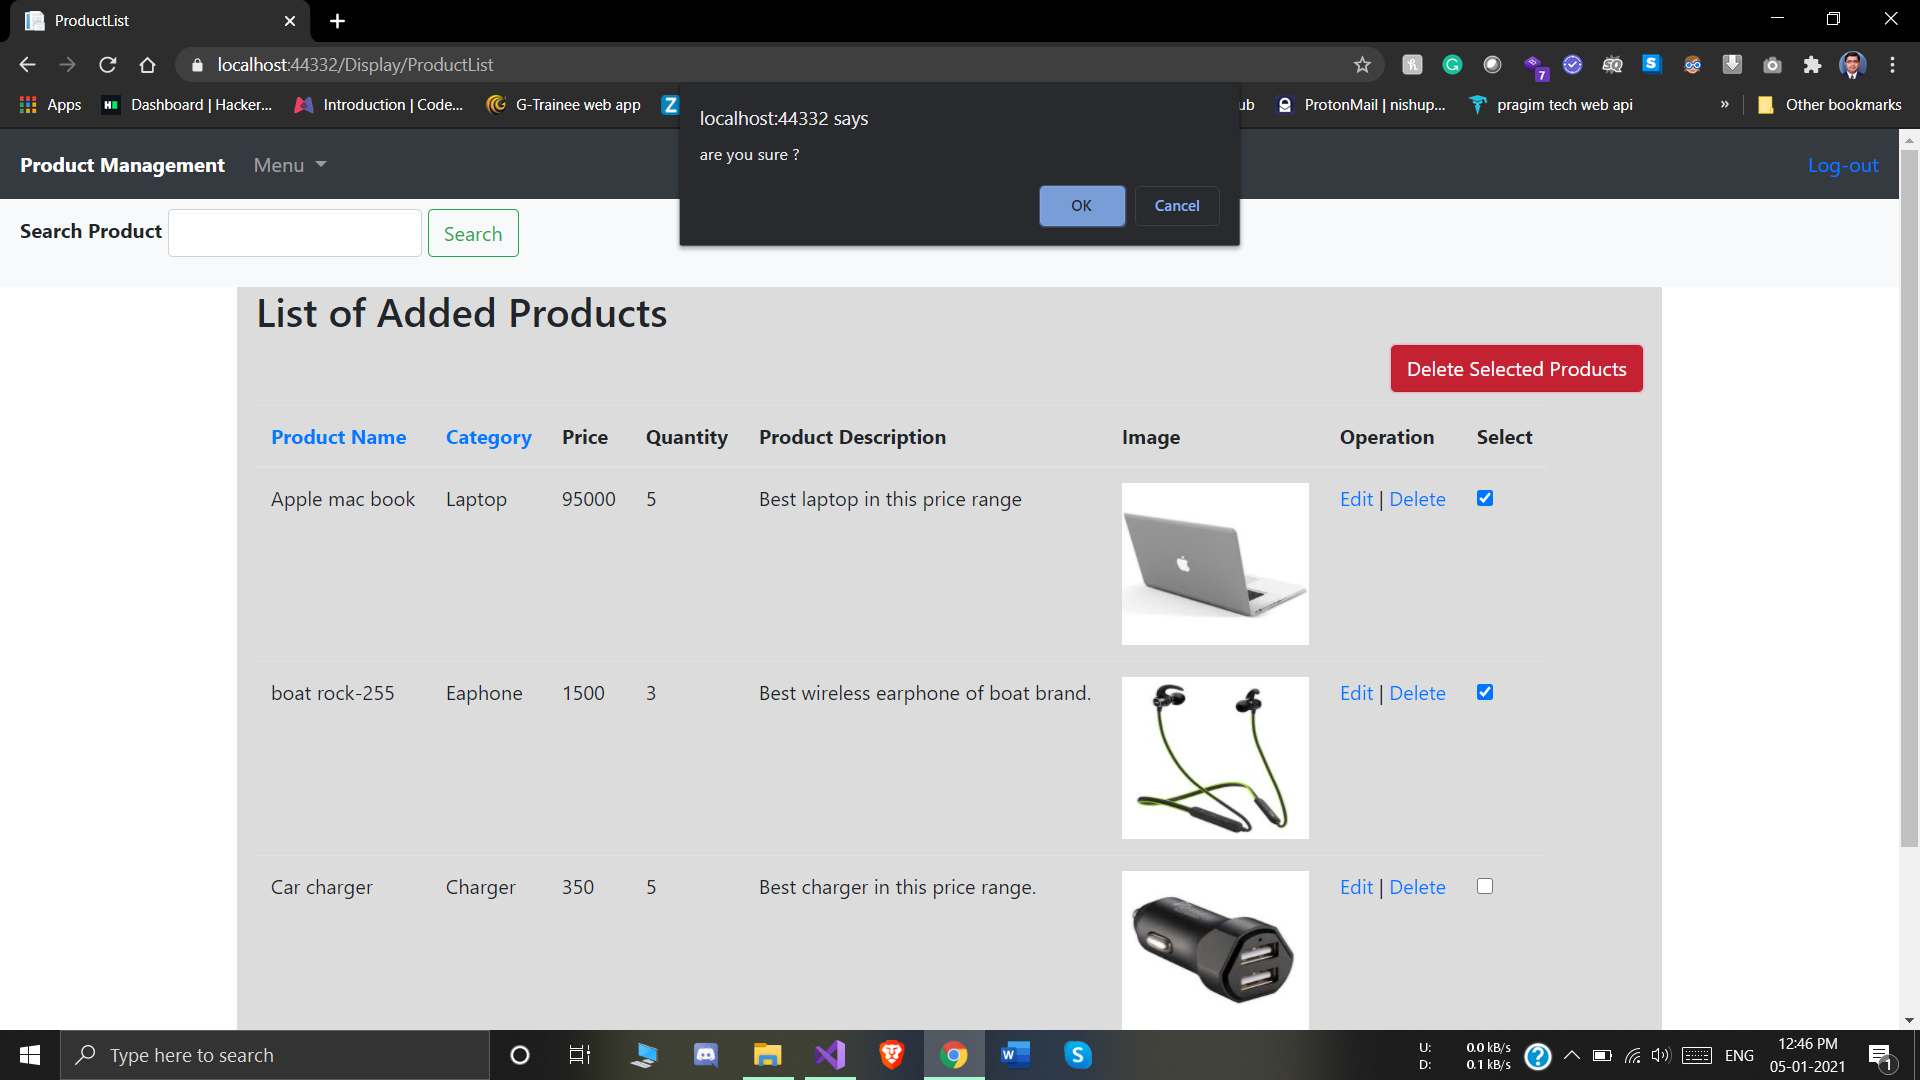 ProductList
localhost:44332/Display/ProductList
7
Apps
Dashboard | Hacker...
Introduction | Code...
G-Trainee web app
Z
ub
ProtonMail | nishup...
pragim tech web api
»
Other bookmarks
localhost:44332 says
are you sure ?
OK
Cancel
Product Management
Menu
Log-out
Search Product
Search
List of Added Products
Delete Selected Products
Product Name Category Price Quantity Product Description Image Operation Select
Apple mac book Laptop 95000 5 Best laptop in this price range Edit | Delete
boat rock-255 Eaphone 1500 3 Best wireless earphone of boat brand. Edit | Delete
Car charger Charger 350 5 Best charger in this price range. Edit | Delete
Type here to search
U: 0.0 kB/s
D: 0.1 kB/s
ENG
12:46 PM
05-01-2021
1